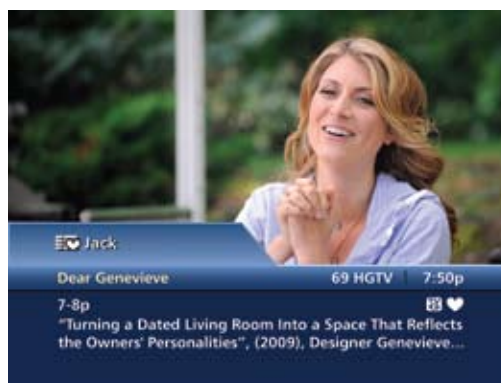 Jack
Dear Genevieve 69 HGTV 7:50p
7-8p
"Turning a Dated Living Room Into a Space That Reflects
the Owners' Personalities", (2009), Designer Genevieve...